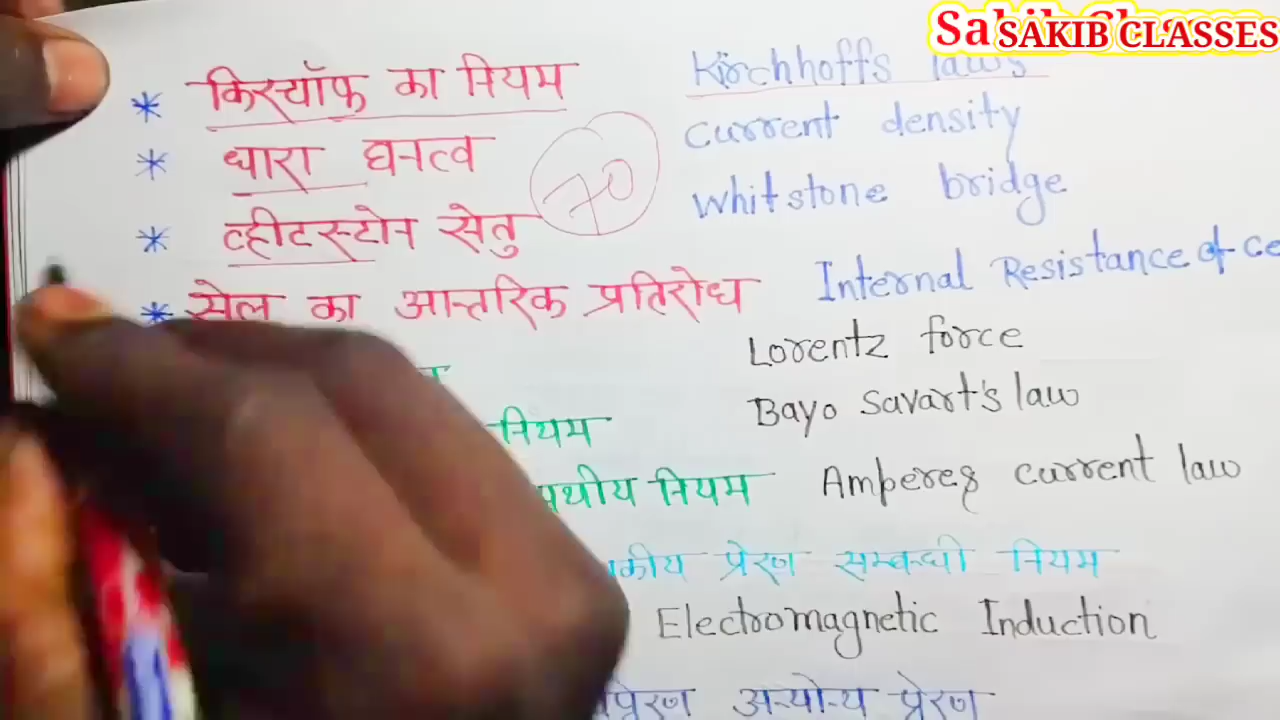 SAKIB CLASSES
* किरचॉफ का नियम Kirchhoffs laws
* धारा घनत्व current density
70
* व्हीटस्टोन सेतु Whitstone bridge
* सेल का आन्तरिक प्रतिरोध Internal Resistance of ce
Lorentz force
नियम Bayo Savart's law
पथीय नियम Amperes current law
कीय प्रेरण सम्बन्धी नियम
Electromagnetic Induction
प्रेरण अन्योन्य प्रेरण